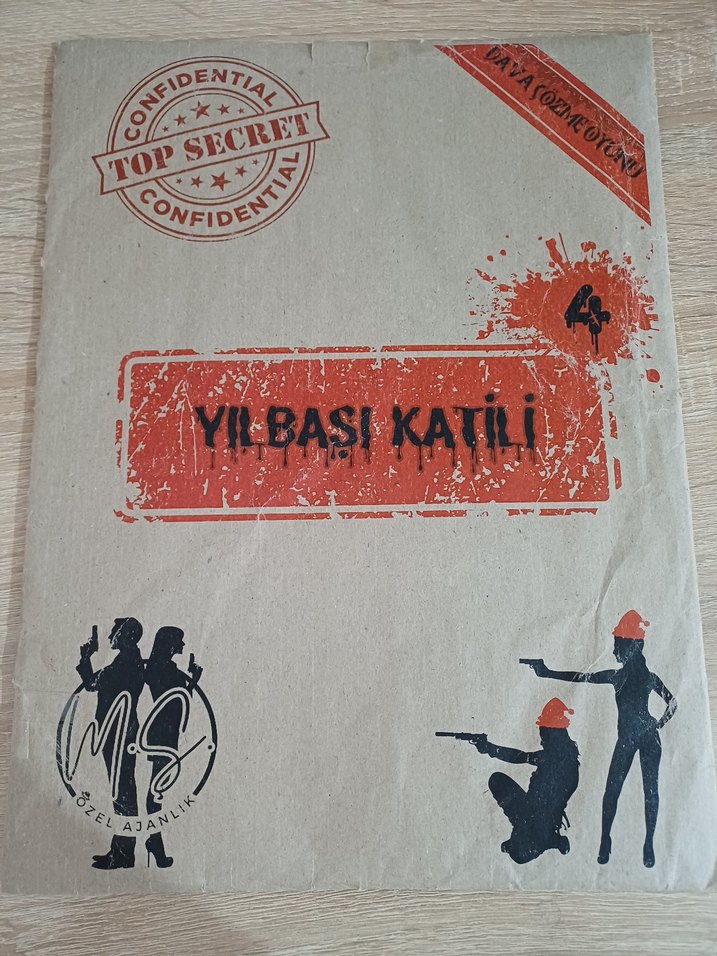 CONFIDENTIAL
TOP SECRET
CONFIDENTIAL
DAVA ÇÖZME OYUNU
4
YILBAŞI KATİLİ
M.Ş.
ÖZEL AJANLIK